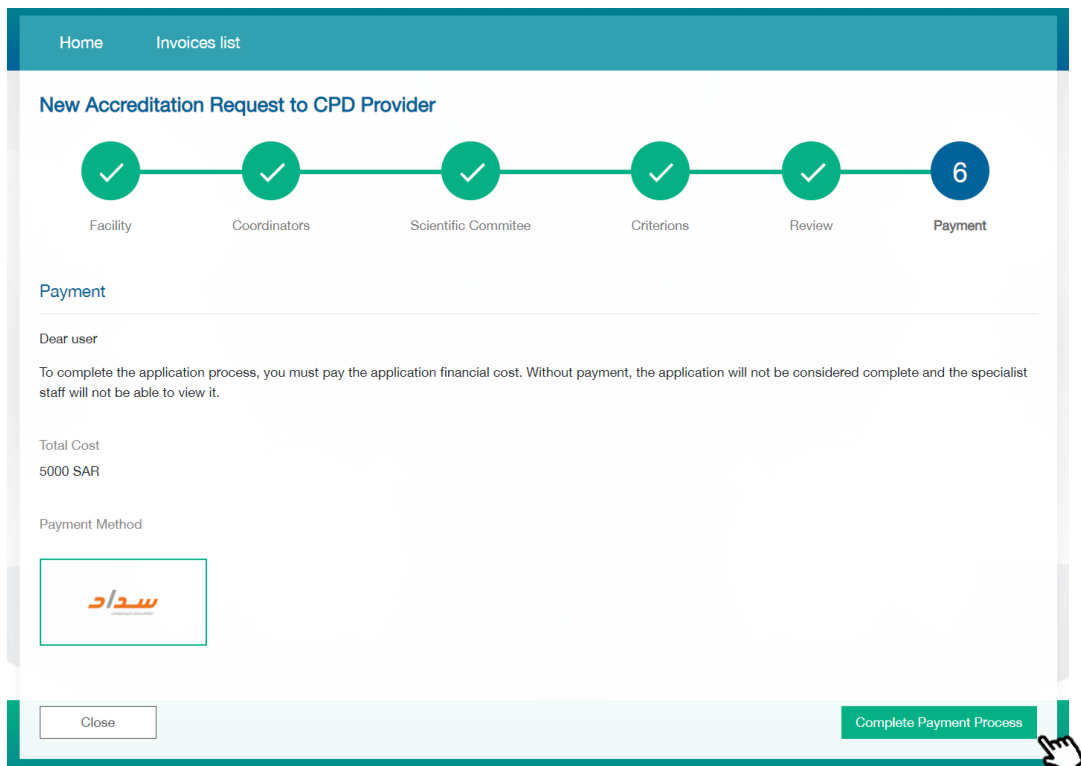 Home Invoices list
New Accreditation Request to CPD Provider
6
Facility Coordinators Scientific Commitee Criterions Review Payment
Payment
Dear user
To complete the application process, you must pay the application financial cost. Without payment, the application will not be considered complete and the specialist
staff will not be able to view it.
Total Cost
5000 SAR
Payment Method
سداد
Close Complete Payment Process